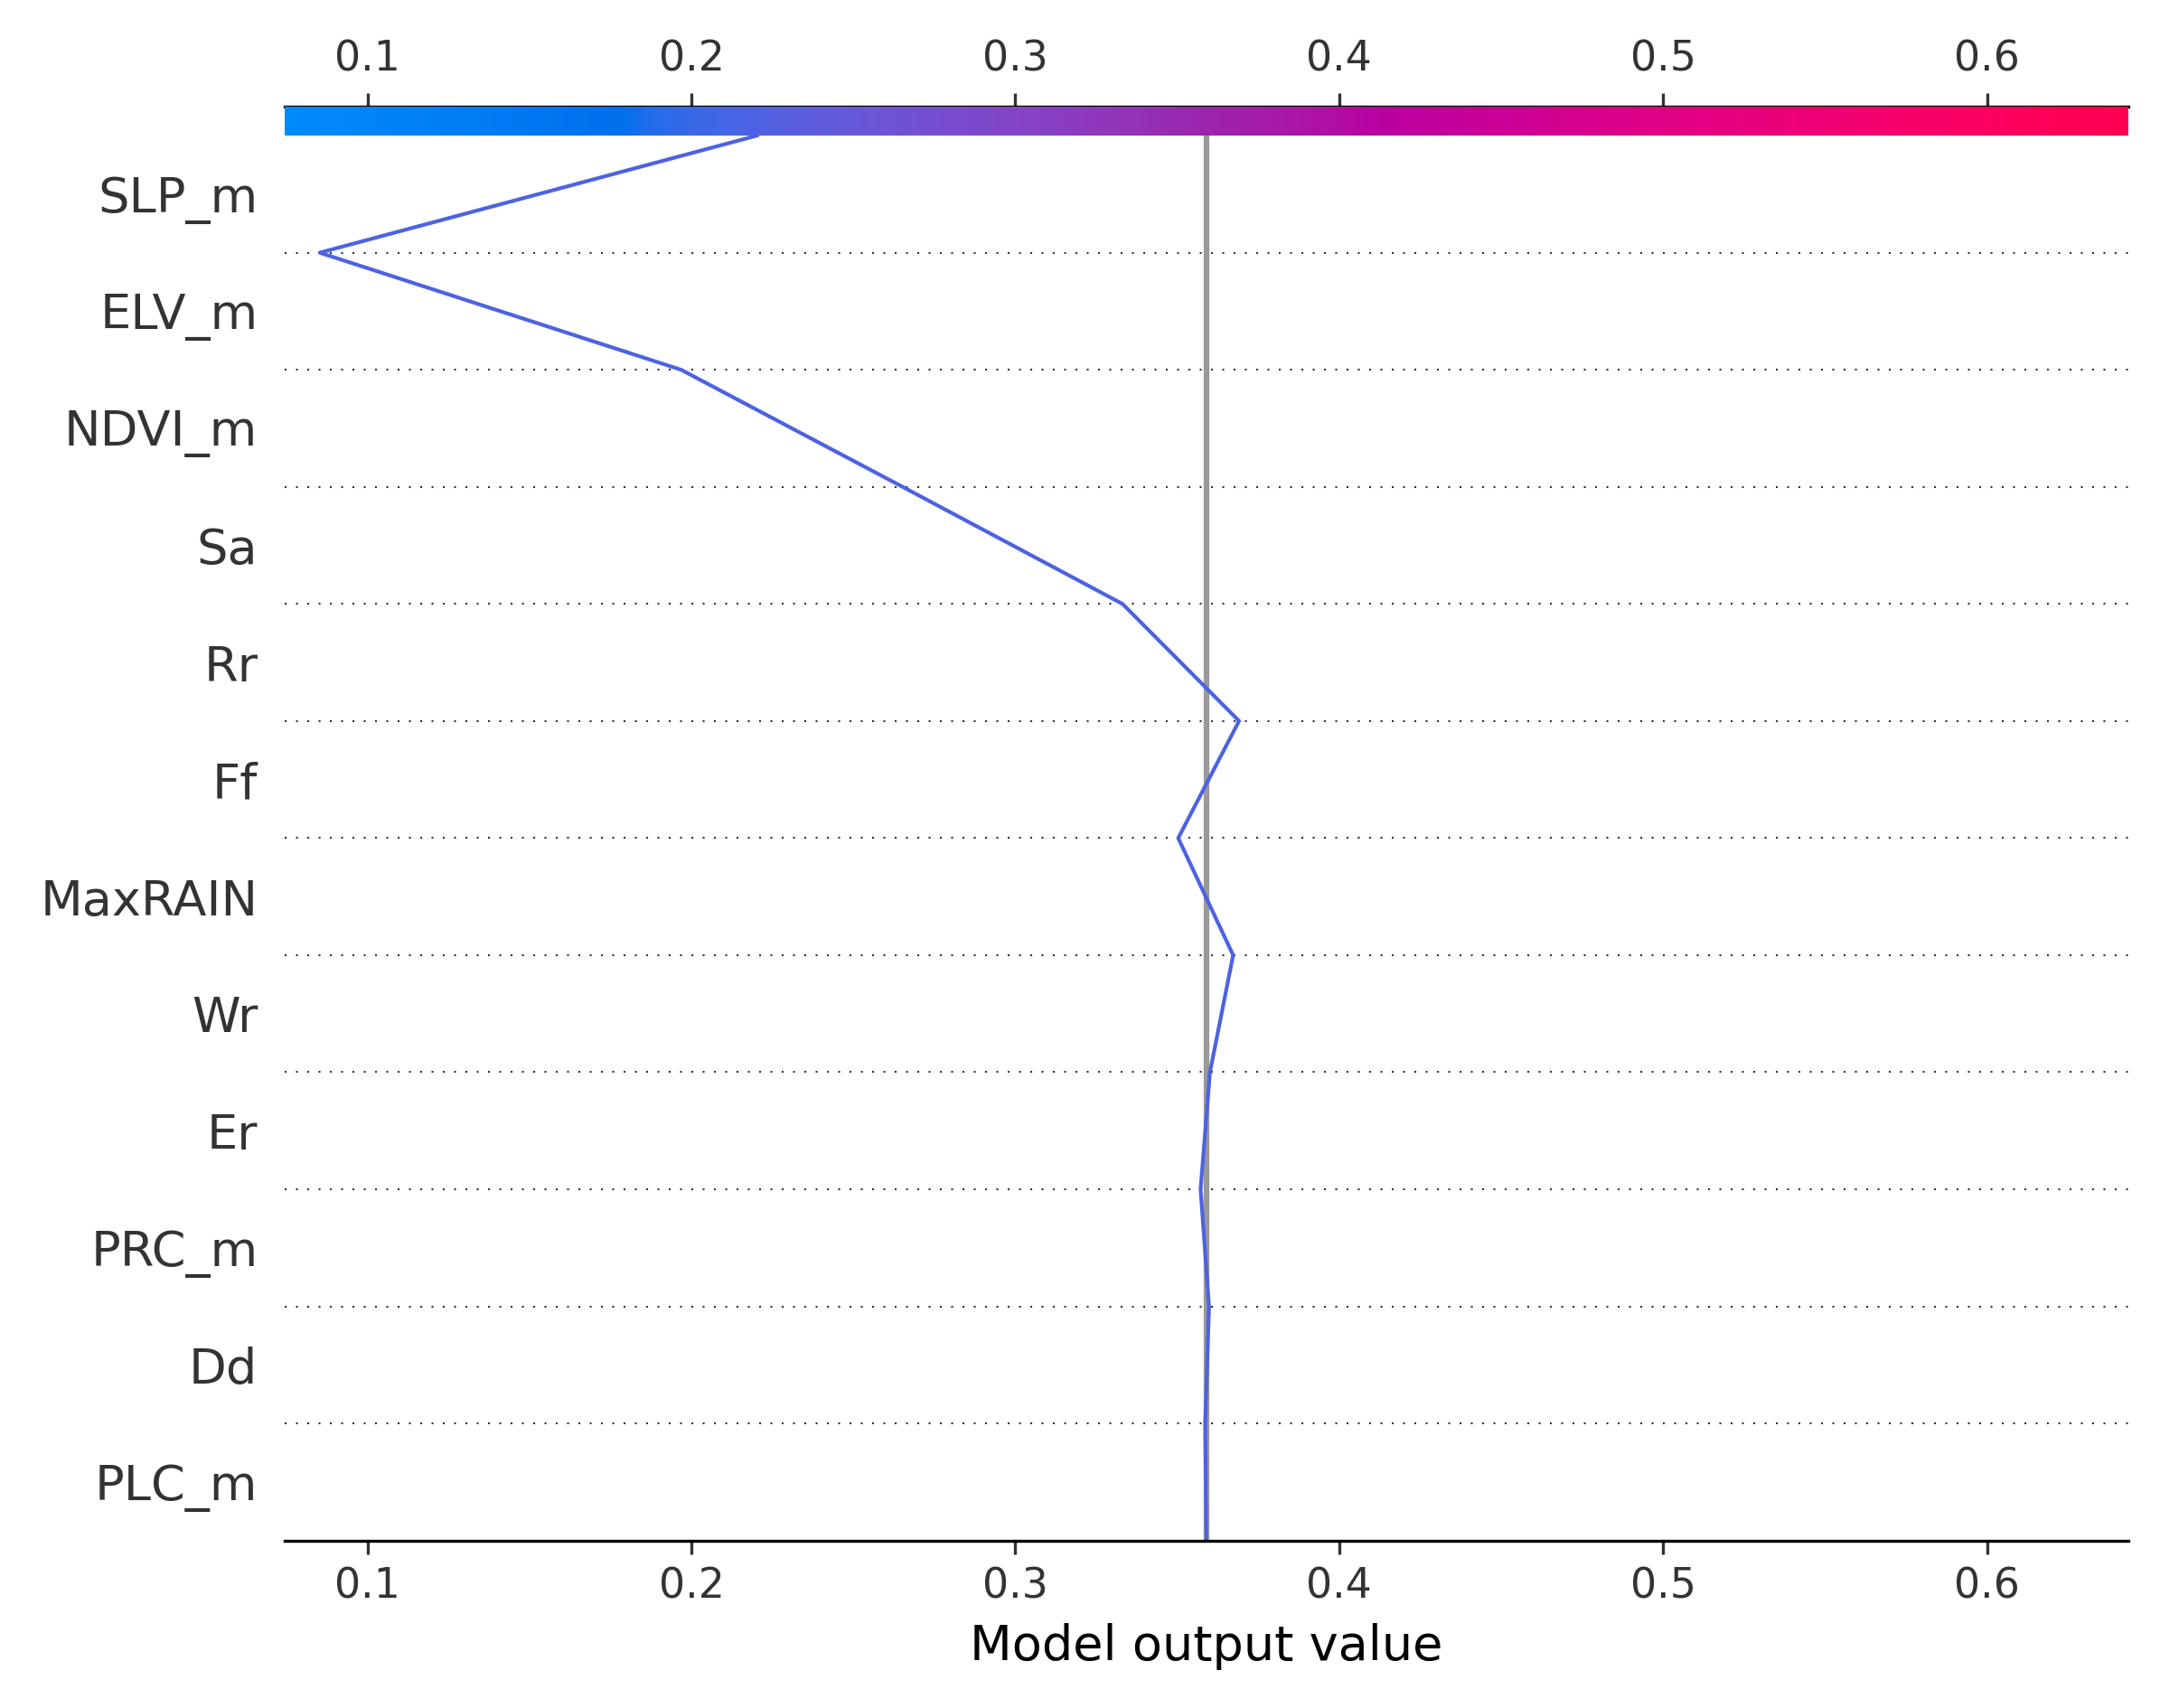 0.1 0.2 0.3 0.4 0.5 0.6
SLP_m
ELV_m
NDVI_m
Sa
Rr
Ff
MaxRAIN
Wr
Er
PRC_m
Dd
PLC_m
0.1 0.2 0.3 0.4 0.5 0.6
Model output value